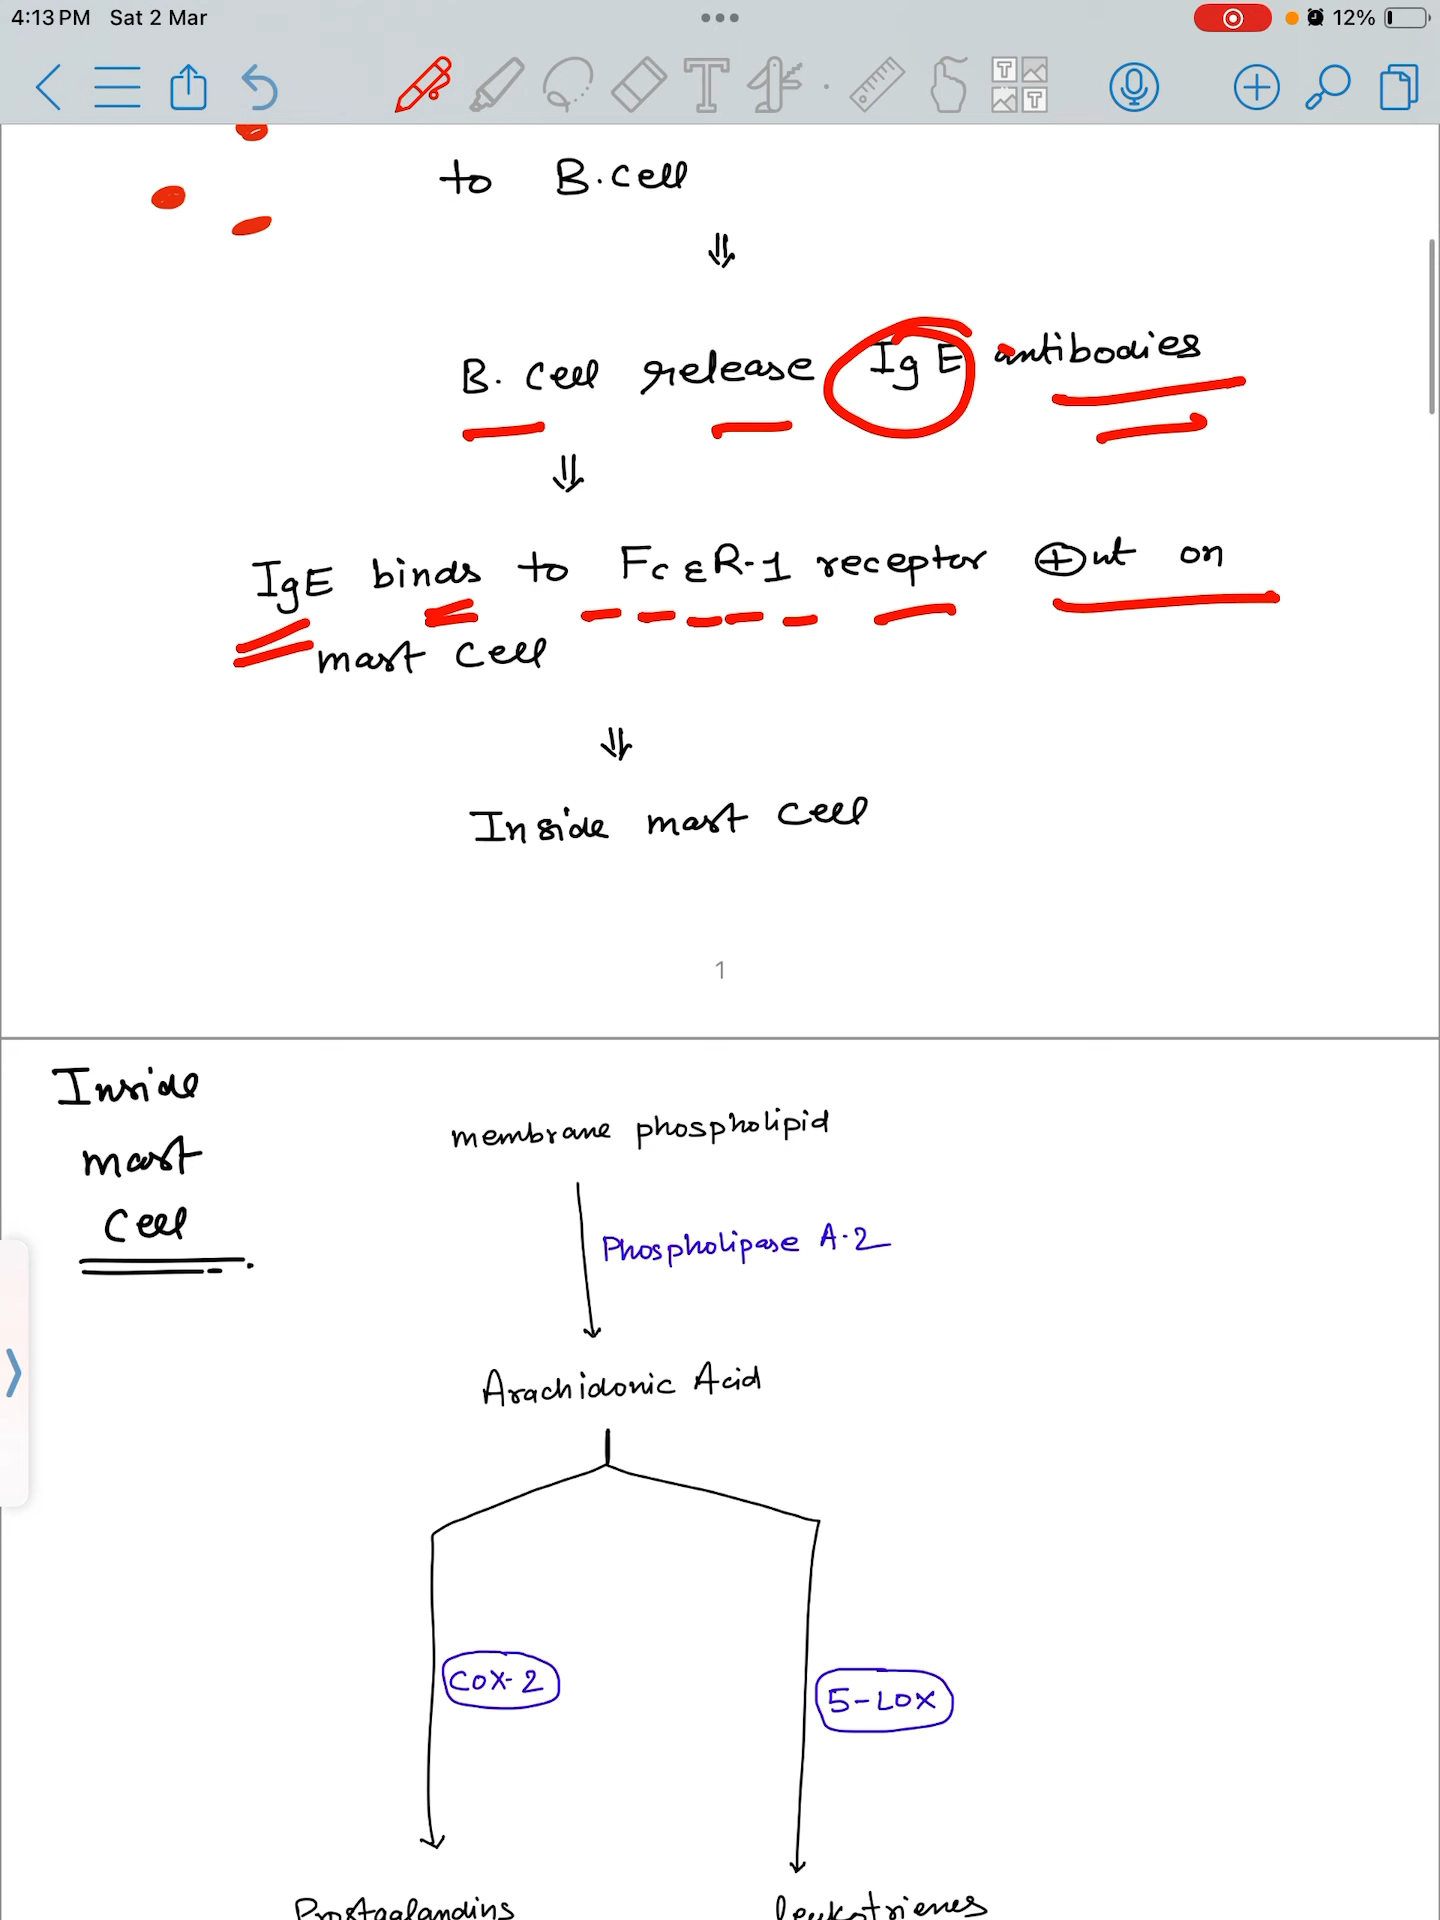 4:13 PM Sat 2 Mar
12%
to B.cell
⇓
B. cell release IgE antibodies
⇓
IgE binds to FcεR-1 receptor ⊕nt on
mast cell
⇓
Inside mast cell
1
Inside
mast
cell
membrane phospholipid
Phospholipase A-2
Arachidonic Acid
COX-2
5-LOX
Prostaglandins
leukotrienes